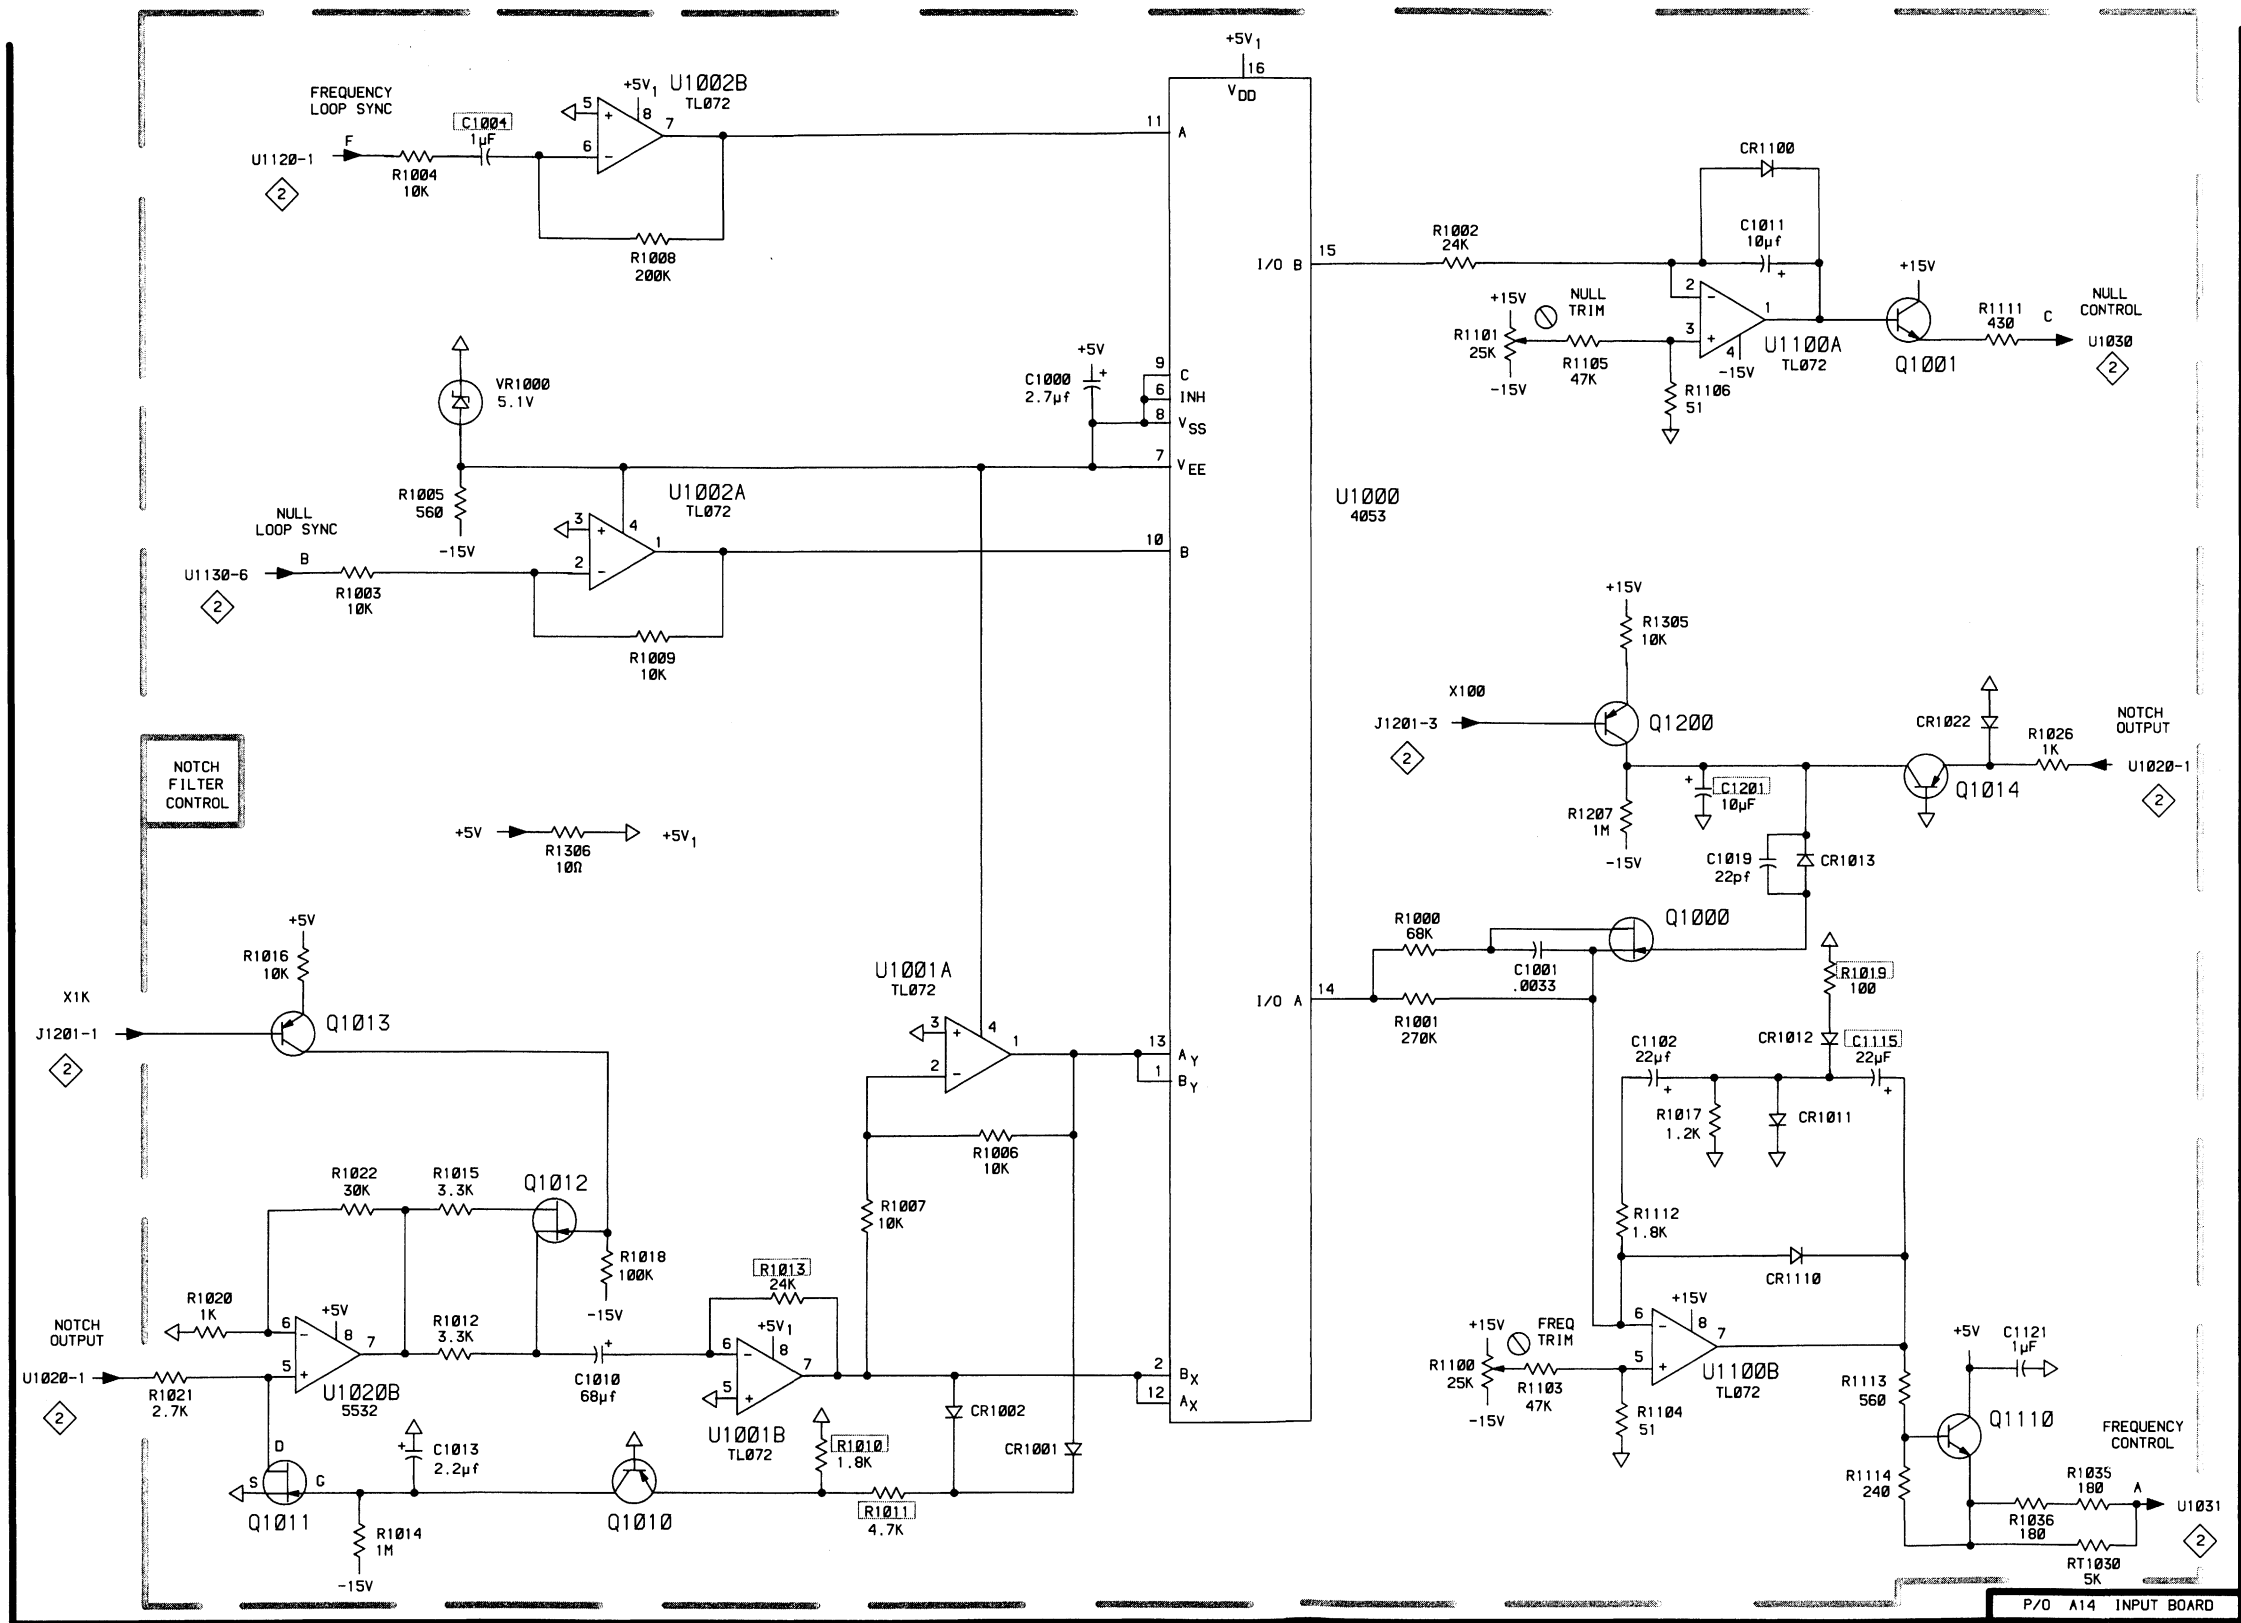 +5V1
16
VDD
FREQUENCY
LOOP SYNC
F
U1120-1
2
R1004
10K
C1004
1µF
5
+
6
-
+5V1
8
7
U1002B
TL072
R1008
200K
11
A
VR1000
5.1V
R1005
560
-15V
+5V
C1000
2.7µf
+
9
C
6
INH
8
VSS
7
VEE
NULL
LOOP SYNC
B
U1130-6
2
R1003
10K
3
+
2
-
4
1
U1002A
TL072
R1009
10K
10
B
U1000
4053
I/O B
15
R1002
24K
CR1100
C1011
10µf
+
+15V
NULL
TRIM
R1101
25K
-15V
R1105
47K
R1106
51
2
-
3
+
4
-15V
1
U1100A
TL072
+15V
Q1001
R1111
430
C
NULL
CONTROL
U1030
2
+15V
R1305
10K
X100
J1201-3
2
Q1200
R1207
1M
-15V
+
C1201
10µF
C1019
22pf
CR1013
CR1022
Q1014
R1026
1K
NOTCH
OUTPUT
U1020-1
2
NOTCH
FILTER
CONTROL
+5V
R1306
10Ω
+5V1
+5V
R1016
10K
X1K
J1201-1
2
Q1013
U1001A
TL072
3
+
2
-
4
1
13
AY
1
BY
R1006
10K
R1007
10K
I/O A
14
R1000
68K
C1001
.0033
Q1000
R1001
270K
R1019
100
CR1012
C1102
22µf
+
C1115
22µF
+
R1017
1.2K
CR1011
R1112
1.8K
CR1110
R1022
30K
R1015
3.3K
Q1012
R1018
100K
-15V
R1020
1K
NOTCH
OUTPUT
U1020-1
2
R1021
2.7K
6
-
5
+
+5V
8
7
U1020B
5532
R1012
3.3K
C1010
68µf
+
R1013
24K
6
-
5
+
+5V1
8
7
U1001B
TL072
2
BX
12
AX
CR1002
CR1001
R1010
1.8K
R1011
4.7K
D
S
G
Q1011
+
C1013
2.2µf
R1014
1M
-15V
Q1010
+15V
FREQ
TRIM
R1100
25K
-15V
R1103
47K
R1104
51
6
-
5
+
+15V
8
7
U1100B
TL072
R1113
560
R1114
240
+5V
C1121
1µF
Q1110
R1035
180
R1036
180
RT1030
5K
A
FREQUENCY
CONTROL
U1031
2
P/O A14 INPUT BOARD